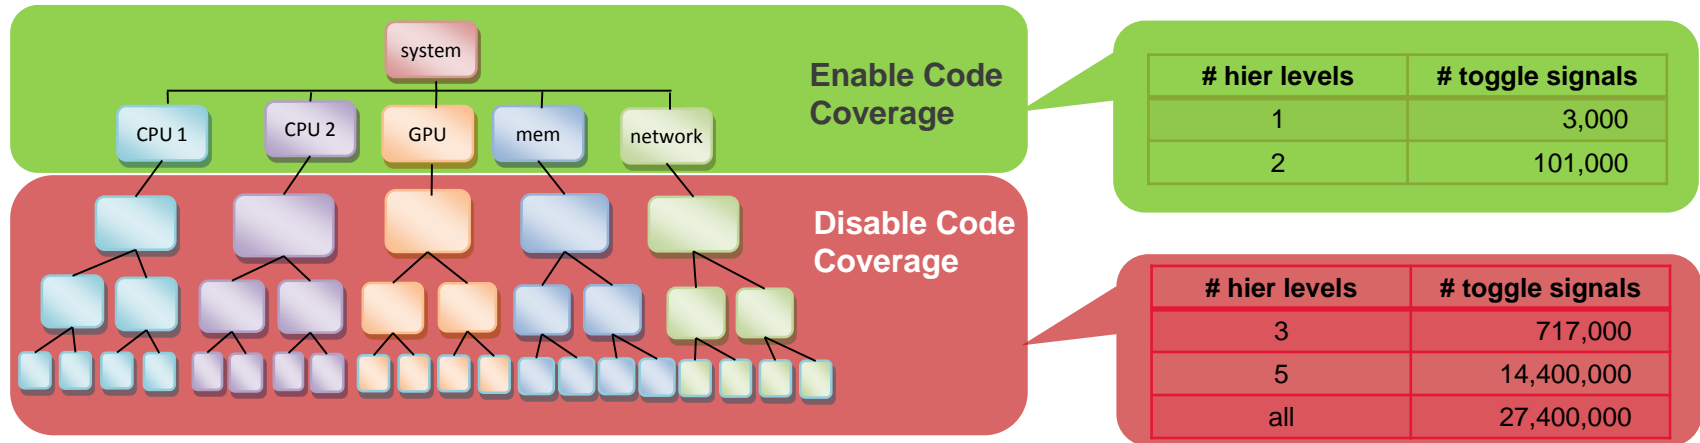 system
CPU 1
CPU 2
GPU
mem
network
Enable Code
Coverage
# hier levels # toggle signals
1 3,000
2 101,000
Disable Code
Coverage
# hier levels # toggle signals
3 717,000
5 14,400,000
all 27,400,000